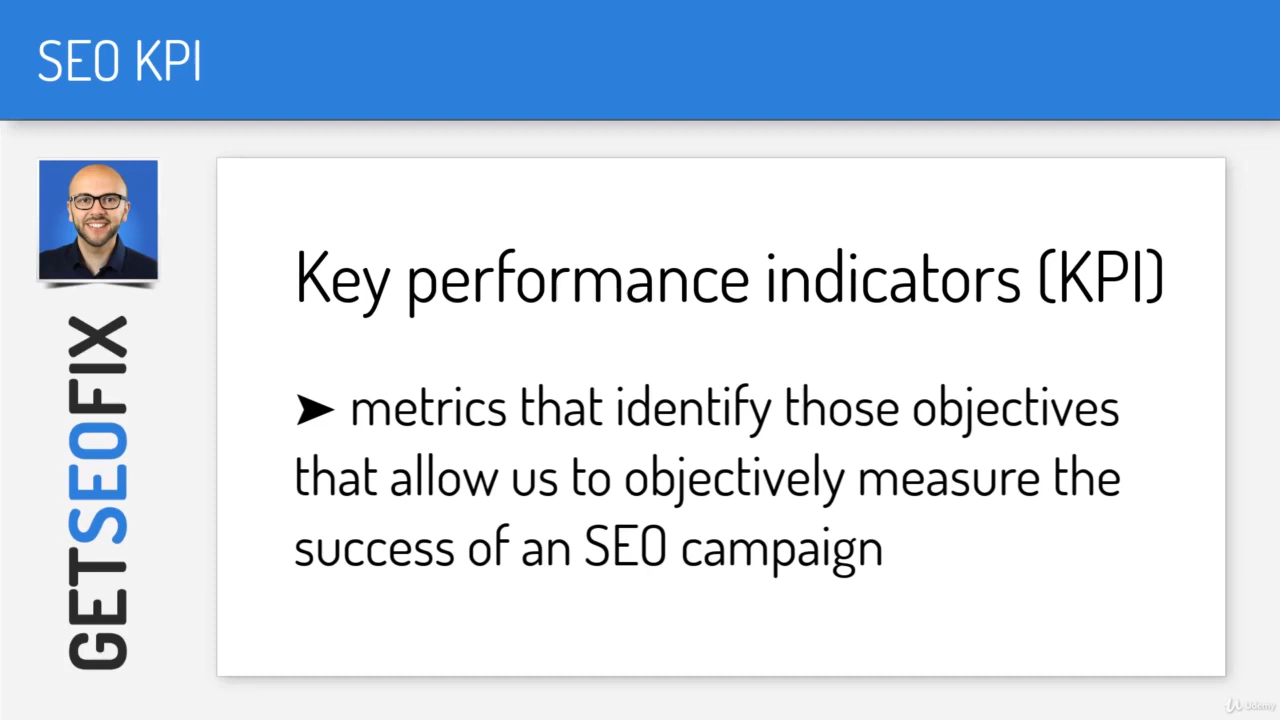 SEO KPI
GETSEOFIX
Key performance indicators (KPI)
➤ metrics that identify those objectives
that allow us to objectively measure the
success of an SEO campaign
Udemy